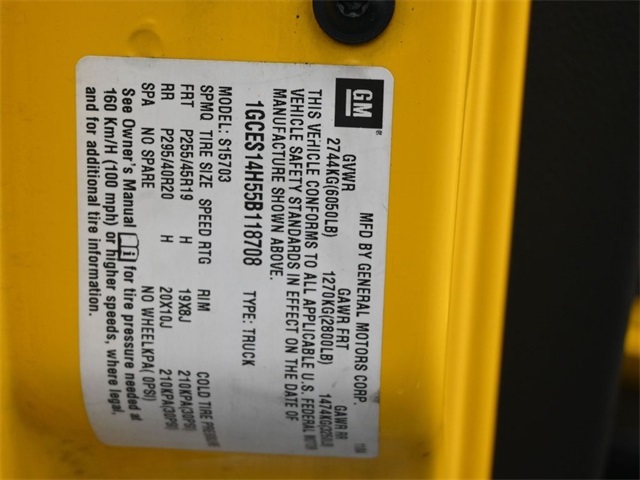 GM
MFD BY GENERAL MOTORS CORP.
GVWR GAWR FRT GAWR RR
2744KG(6050LB) 1270KG(2800LB) 1474KG(3250LB
THIS VEHICLE CONFORMS TO ALL APPLICABLE U.S. FEDERAL MOTOR
VEHICLE SAFETY STANDARDS IN EFFECT ON THE DATE OF
MANUFACTURE SHOWN ABOVE.
1GCES14H55B118708 TYPE: TRUCK
MODEL: S15703
SPMQ TIRE SIZE SPEED RTG RIM COLD TIRE PRESSURE
FRT P255/45R19 H 19X8J 210KPA(30PSI)
RR P295/40R20 H 20X10J 210KPA(30PSI)
SPA NO SPARE NO WHEELKPA( 0PSI)
See Owner's Manual for tire pressure needed at
160 Km/H (100 mph) or higher speeds, where legal,
and for additional tire information.